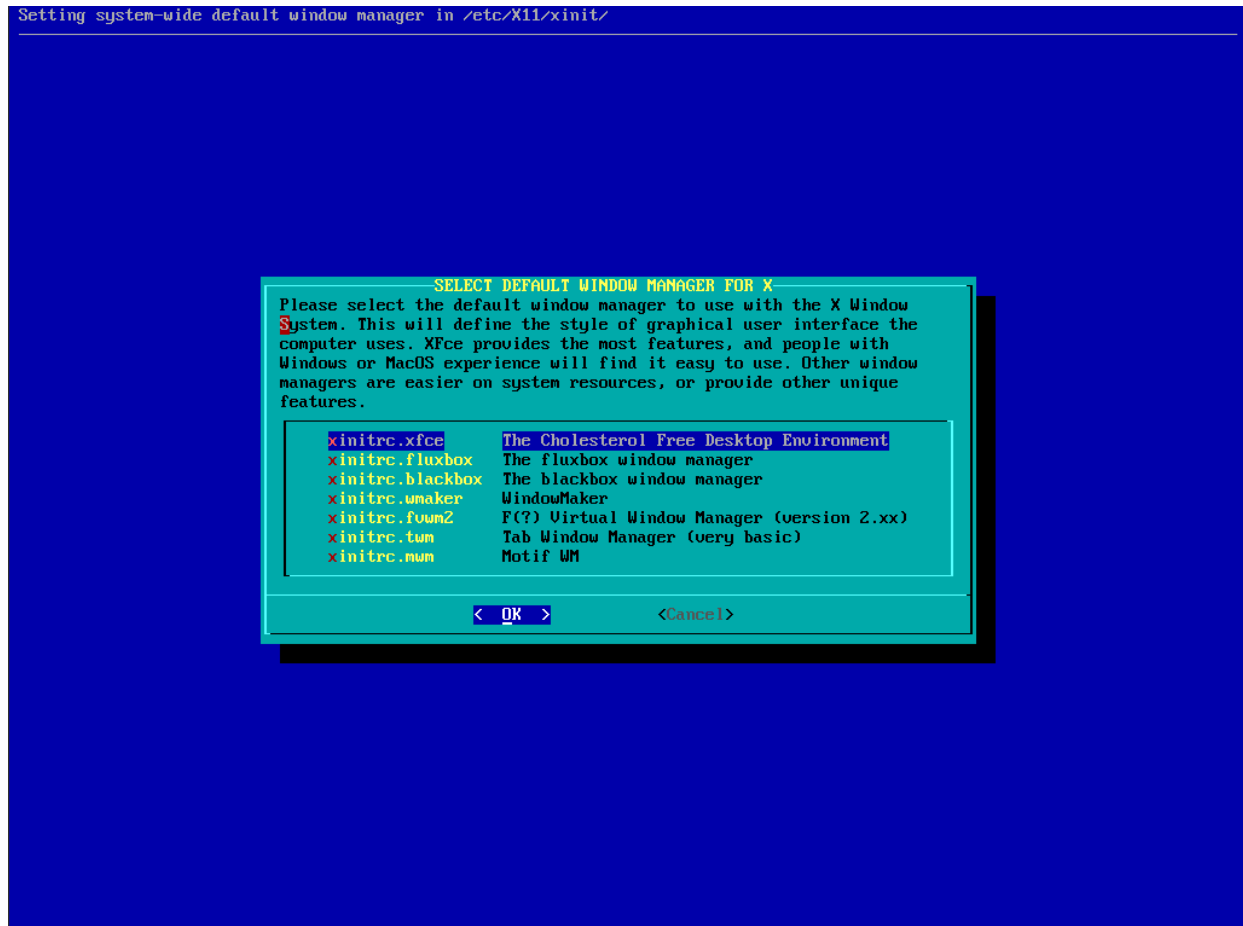 Setting system-wide default window manager in /etc/X11/xinit/
SELECT DEFAULT WINDOW MANAGER FOR X
Please select the default window manager to use with the X Window
System. This will define the style of graphical user interface the
computer uses. XFce provides the most features, and people with
Windows or MacOS experience will find it easy to use. Other window
managers are easier on system resources, or provide other unique
features.
xinitrc.xfce The Cholesterol Free Desktop Environment
xinitrc.fluxbox The fluxbox window manager
xinitrc.blackbox The blackbox window manager
xinitrc.wmaker WindowMaker
xinitrc.fvwm2 F(?) Virtual Window Manager (version 2.xx)
xinitrc.twm Tab Window Manager (very basic)
xinitrc.mwm Motif WM
< OK > <Cancel>